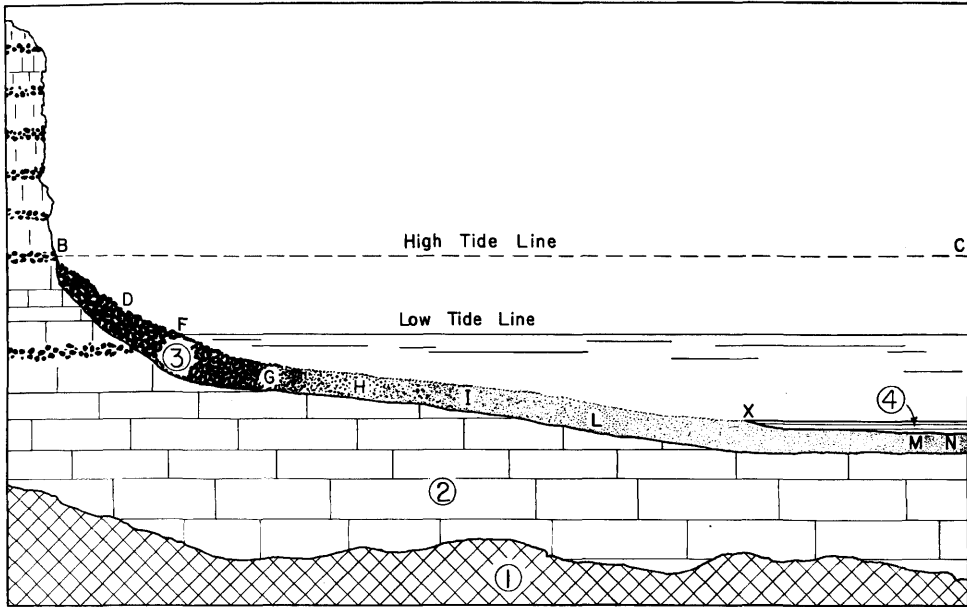 High Tide Line
B
C
D
Low Tide Line
F
③
G
H
I
L
X
④
M N
②
①